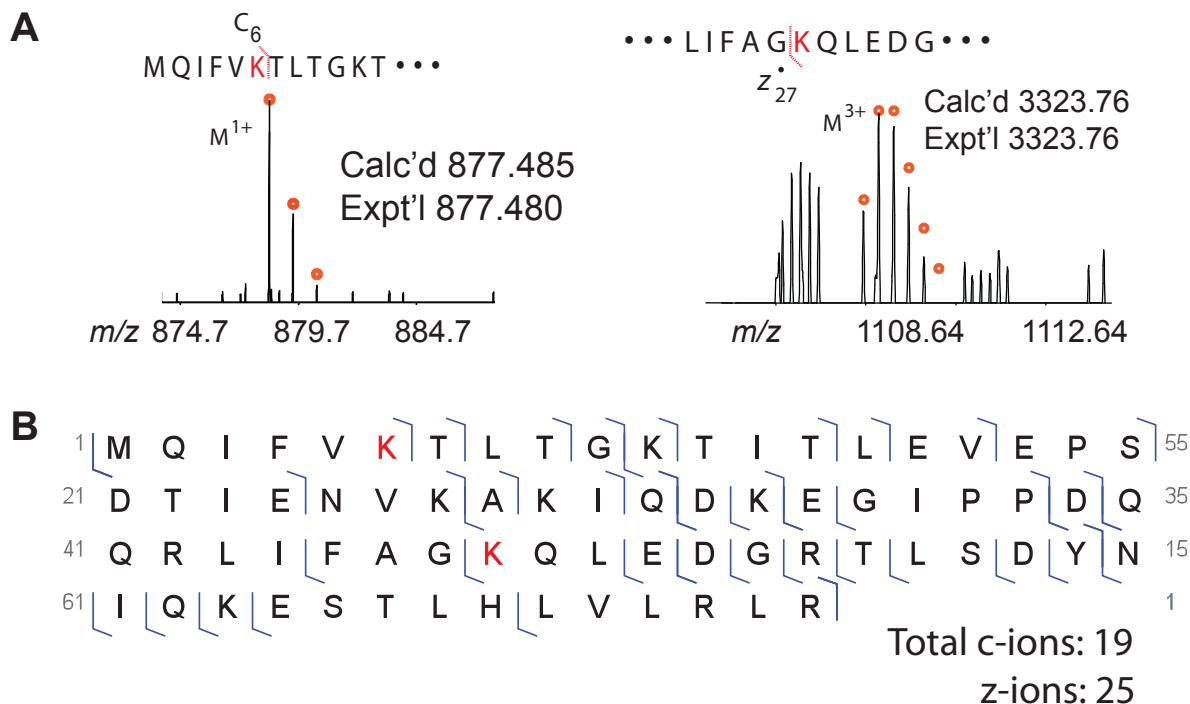 A
C6
MQIFVKTLTGKT•••
M1+
Calc'd 877.485
Expt'l 877.480
m/z 874.7 879.7 884.7
•••LIFAGKQLEDG•••
z•27
M3+
Calc'd 3323.76
Expt'l 3323.76
m/z 1108.64 1112.64
B
1 M Q I F V K T L T G K T I T L E V E P S 55
21 D T I E N V K A K I Q D K E G I P P D Q 35
41 Q R L I F A G K Q L E D G R T L S D Y N 15
61 I Q K E S T L H L V L R L R 1
Total c-ions: 19
z-ions: 25